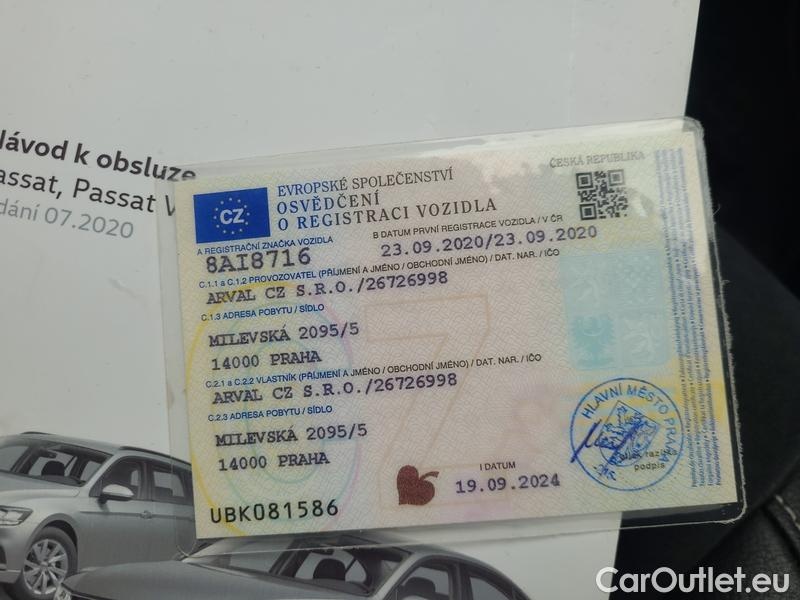 Návod k obsluze
assat, Passat V
dání 07.2020
ČESKÁ REPUBLIKA
CZ
EVROPSKÉ SPOLEČENSTVÍ
OSVĚDČENÍ
O REGISTRACI VOZIDLA
A REGISTRAČNÍ ZNAČKA VOZIDLA
B DATUM PRVNÍ REGISTRACE VOZIDLA / V ČR
8AI8716
23.09.2020/23.09.2020
C.1.1 a C.1.2 PROVOZOVATEL (PŘÍJMENÍ A JMÉNO / OBCHODNÍ JMÉNO) / DAT. NAR. / IČO
ARVAL CZ S.R.O./26726998
C.1.3 ADRESA POBYTU / SÍDLO
MILEVSKÁ 2095/5
14000 PRAHA
C.2.1 a C.2.2 VLASTNÍK (PŘÍJMENÍ A JMÉNO / OBCHODNÍ JMÉNO) / DAT. NAR. / IČO
ARVAL CZ S.R.O./26726998
C.2.3 ADRESA POBYTU / SÍDLO
MILEVSKÁ 2095/5
14000 PRAHA
HLAVNÍ MĚSTO PRAHA
podpis
I DATUM
19.09.2024
UBK081586
CarOutlet.eu